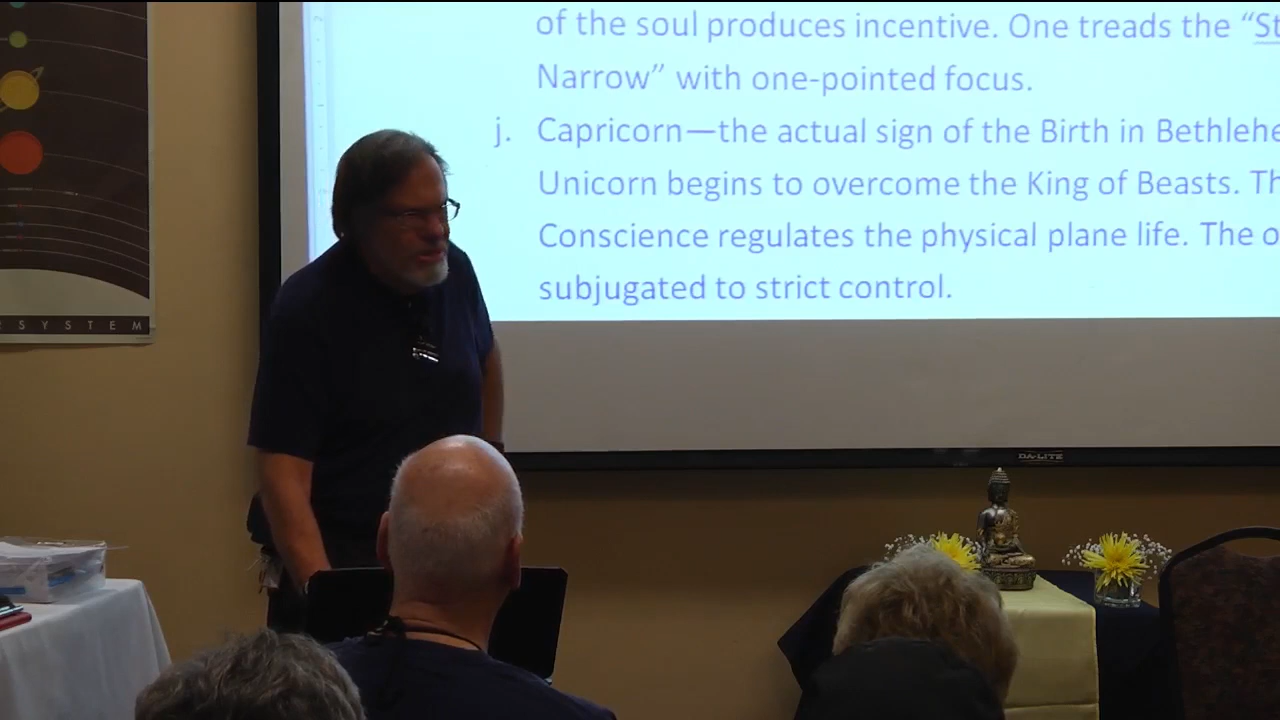 of the soul produces incentive. One treads the “St
Narrow” with one-pointed focus.
j. Capricorn—the actual sign of the Birth in Bethlehe
Unicorn begins to overcome the King of Beasts. Th
Conscience regulates the physical plane life. The o
subjugated to strict control.
SYSTEM
DA-LITE